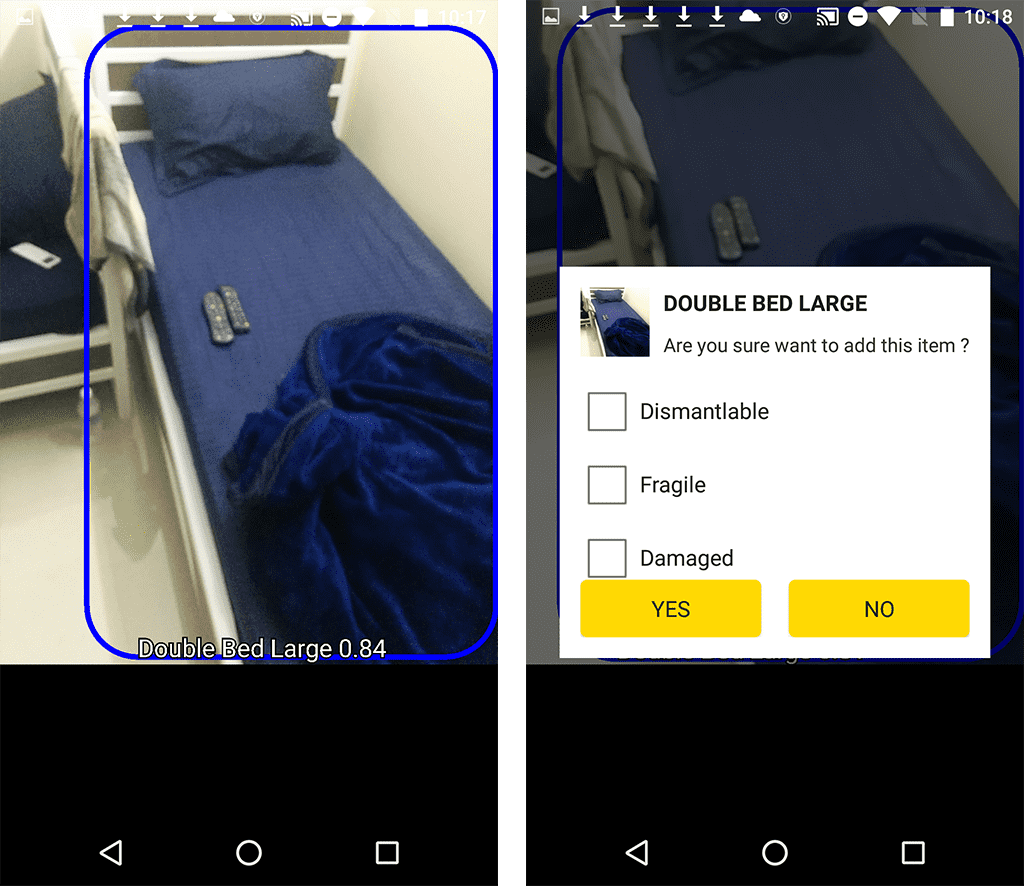 10:17
Double Bed Large 0.84
10:18
DOUBLE BED LARGE
Are you sure want to add this item ?
Dismantlable
Fragile
Damaged
YES
NO